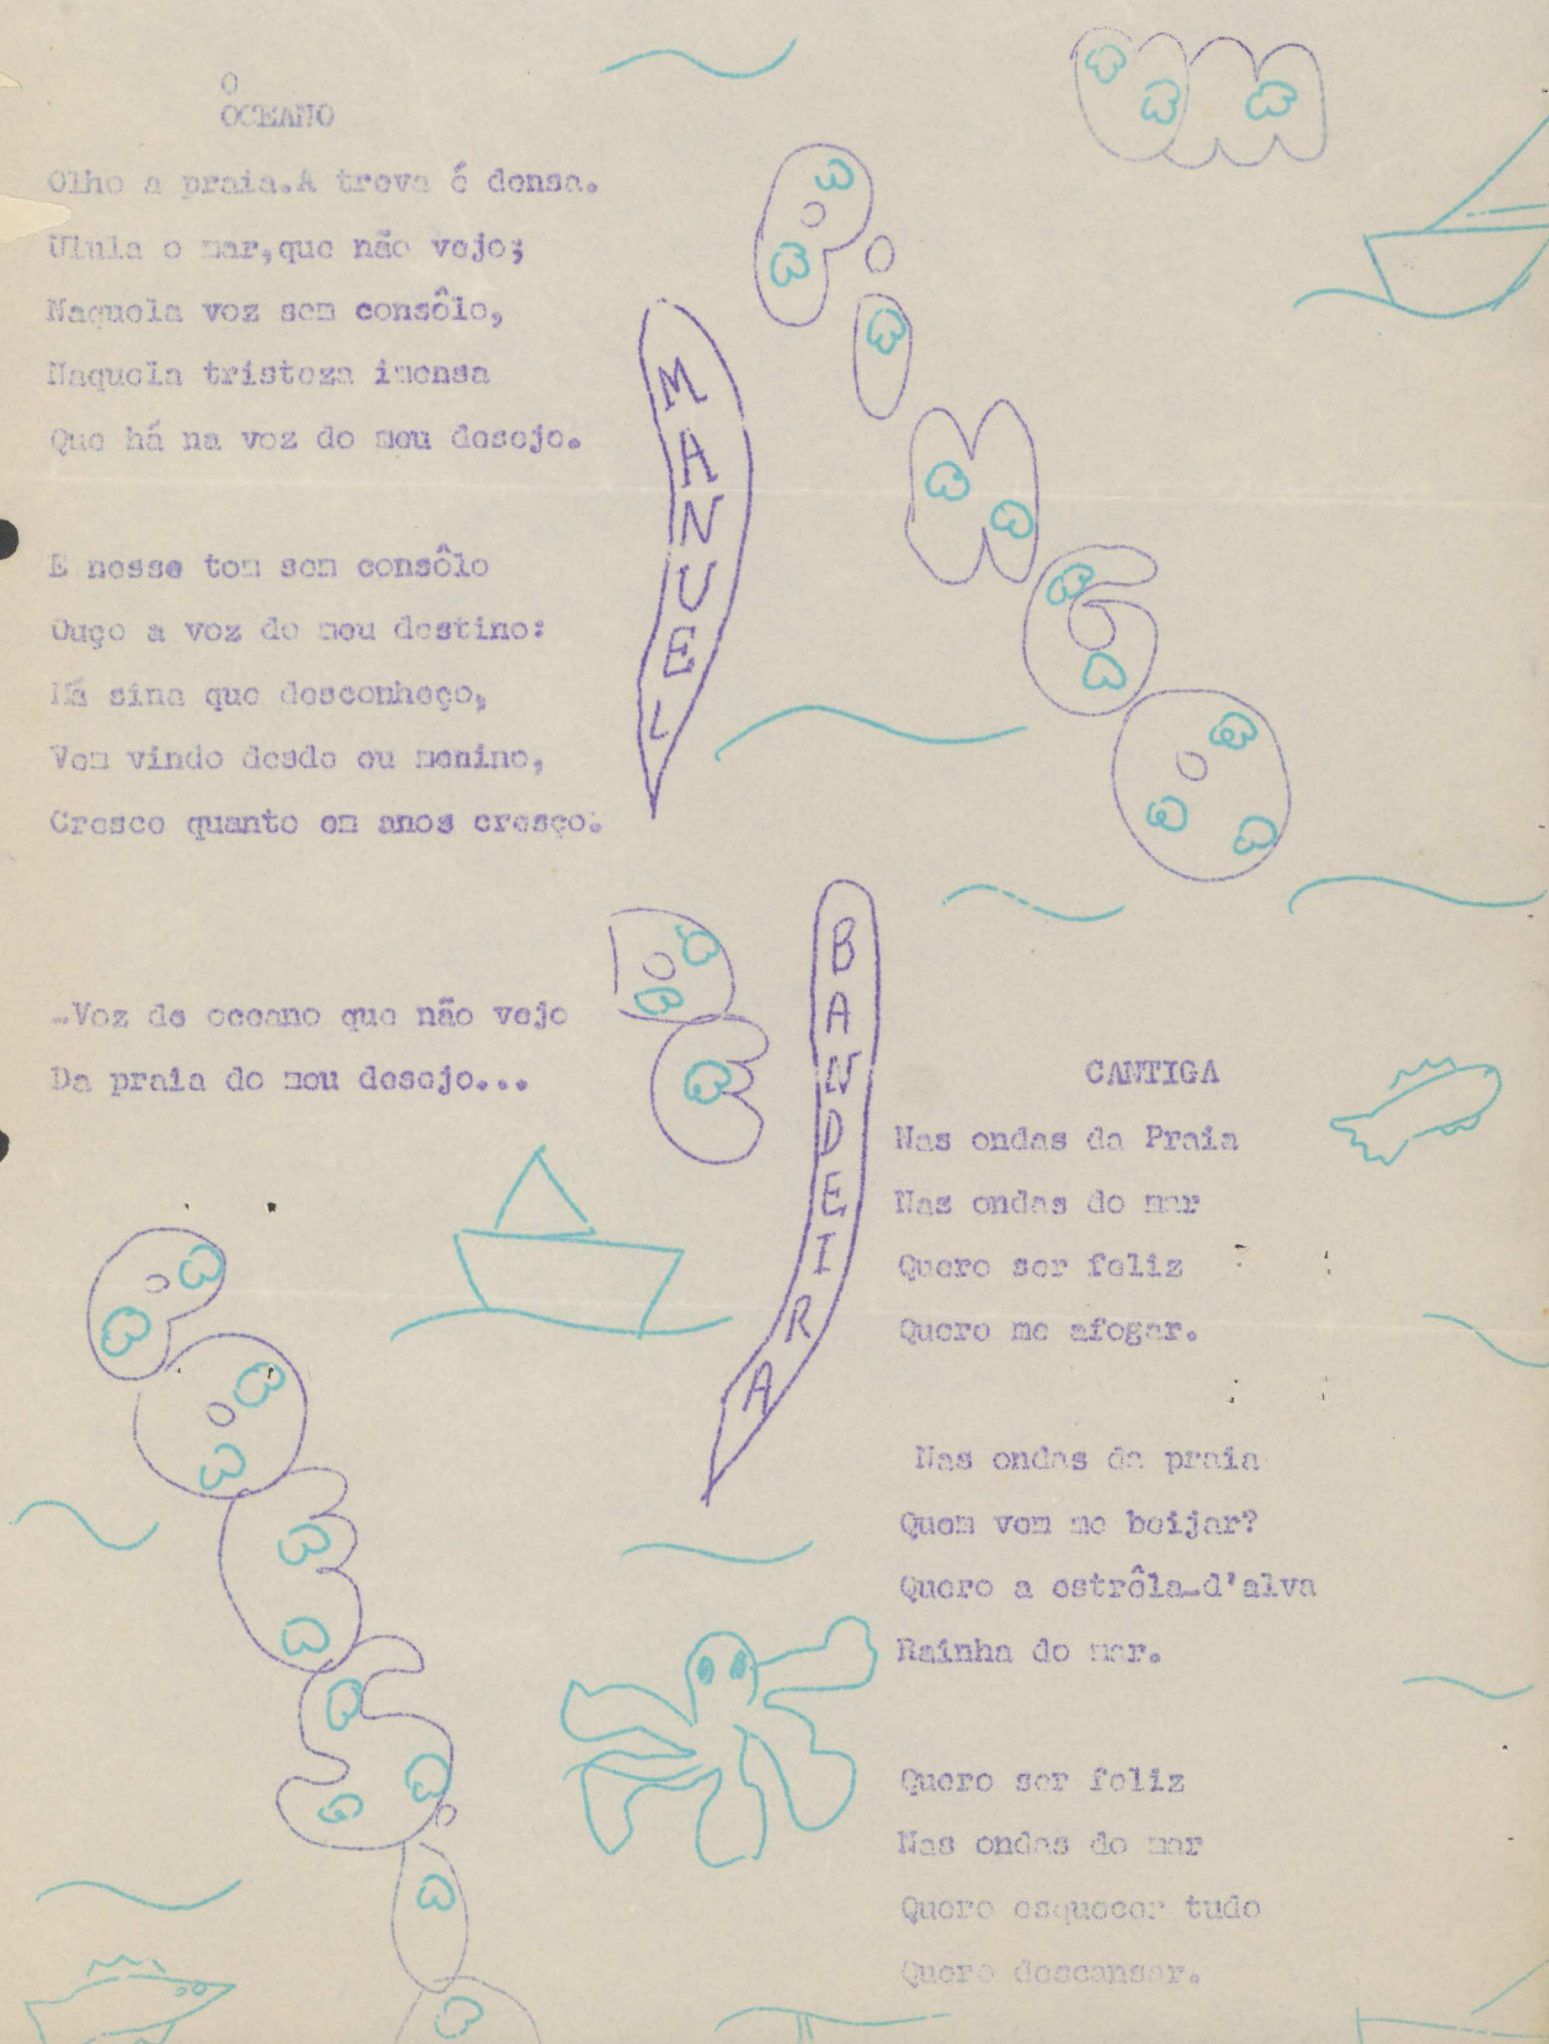 UM
PINGO
DE
POESIA
MANUEL
BANDEIRA
O
OCEANO
Olho a praia.A treva é densa.
Ulula o mar,que não vejo;
Naquela voz sem consôlo,
Naquela tristeza imensa
Que há na voz do meu desejo.
E nesse tom sem consôlo
Ouço a voz do meu destino:
Má sina que desconheço,
Vem vindo desde eu menino,
Cresce quanto em anos cresço.
-Voz de oceano que não vejo
Da praia do meu desejo...
CANTIGA
Nas ondas da Praia
Nas ondas do mar
Quero ser feliz
Quero me afogar.
Nas ondas da praia
Quem vem me beijar?
Quero a estrêla-d'alva
Rainha do mar.
Quero ser feliz
Nas ondas do mar
Quero esquecer tudo
Quero descansar.